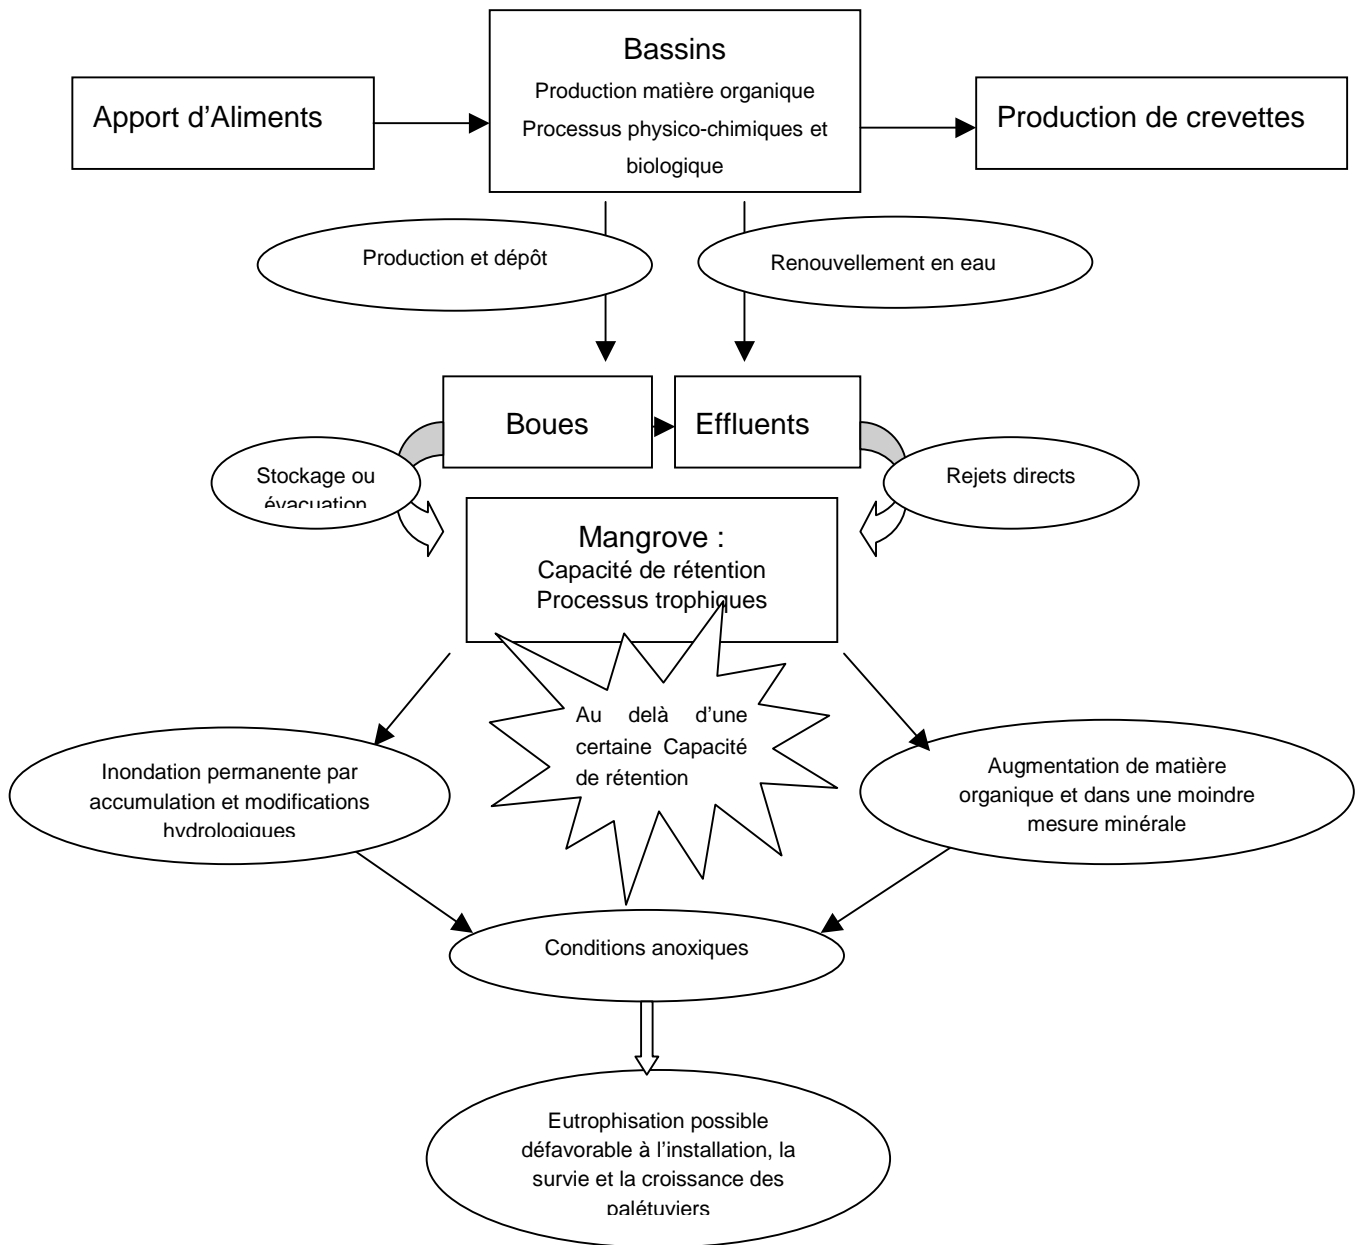 Bassins
Production matière organique
Processus physico-chimiques et
biologique
Apport d’Aliments
Production de crevettes
Production et dépôt
Renouvellement en eau
Boues
Effluents
Stockage ou
évacuation
Rejets directs
Mangrove :
Capacité de rétention
Processus trophiques
Au delà d’une
certaine Capacité
de rétention
Inondation permanente par
accumulation et modifications
hydrologiques
Augmentation de matière
organique et dans une moindre
mesure minérale
Conditions anoxiques
Eutrophisation possible
défavorable à l’installation, la
survie et la croissance des
palétuviers